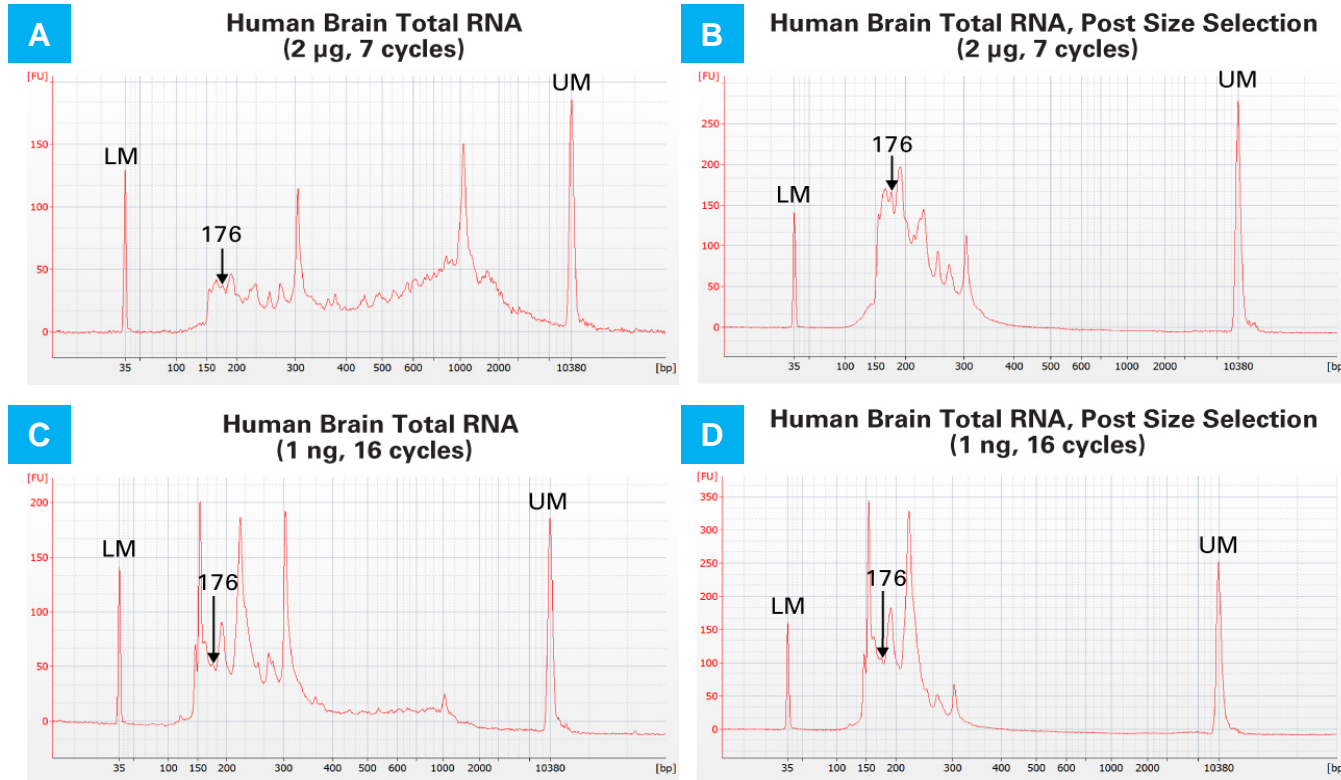 A
Human Brain Total RNA
(2 µg, 7 cycles)
[FU]
150
100
50
0
LM
176
UM
35 100 150 200 300 400 500 600 1000 2000 10380 [bp]
B
Human Brain Total RNA, Post Size Selection
(2 µg, 7 cycles)
[FU]
250
200
150
100
50
0
LM
176
UM
35 100 150 200 300 400 500 600 1000 2000 10380 [bp]
C
Human Brain Total RNA
(1 ng, 16 cycles)
[FU]
200
150
100
50
0
LM
176
UM
35 100 150 200 300 400 500 600 1000 2000 10380 [bp]
D
Human Brain Total RNA, Post Size Selection
(1 ng, 16 cycles)
[FU]
350
300
250
200
150
100
50
0
LM
176
UM
35 100 150 200 300 400 500 600 1000 2000 10380 [bp]